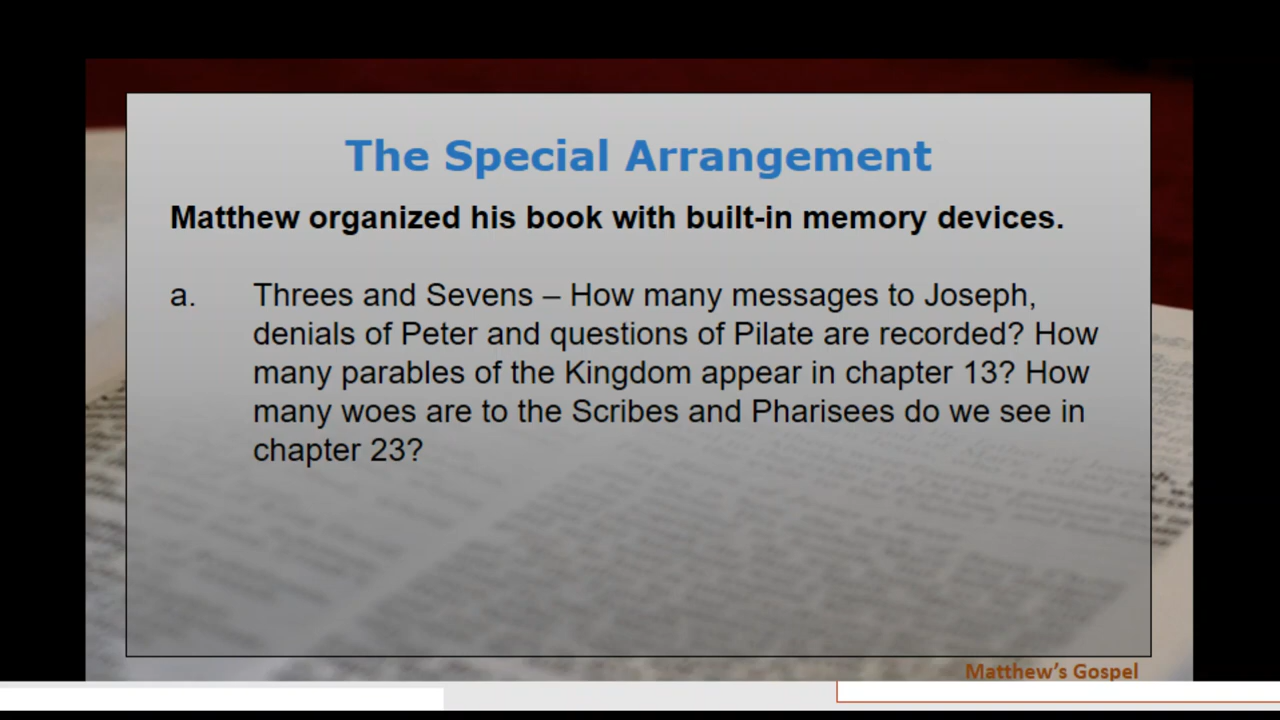 The Special Arrangement
Matthew organized his book with built-in memory devices.
a. Threes and Sevens – How many messages to Joseph,
denials of Peter and questions of Pilate are recorded? How
many parables of the Kingdom appear in chapter 13? How
many woes are to the Scribes and Pharisees do we see in
chapter 23?
Matthew's Gospel